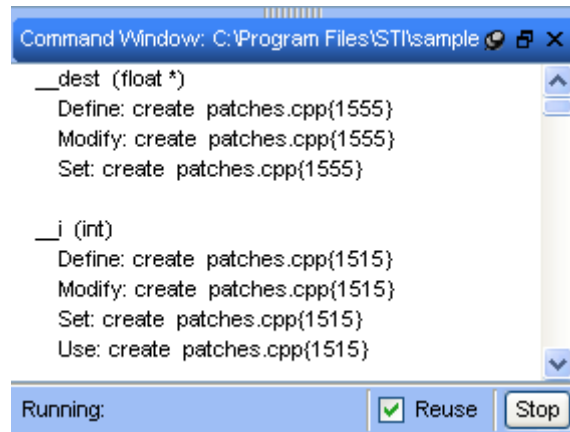 Command Window: C:\Program Files\STI\sample
__dest (float *)
Define: create patches.cpp{1555}
Modify: create patches.cpp{1555}
Set: create patches.cpp{1555}
__i (int)
Define: create patches.cpp{1515}
Modify: create patches.cpp{1515}
Set: create patches.cpp{1515}
Use: create patches.cpp{1515}
Running:
Reuse
Stop